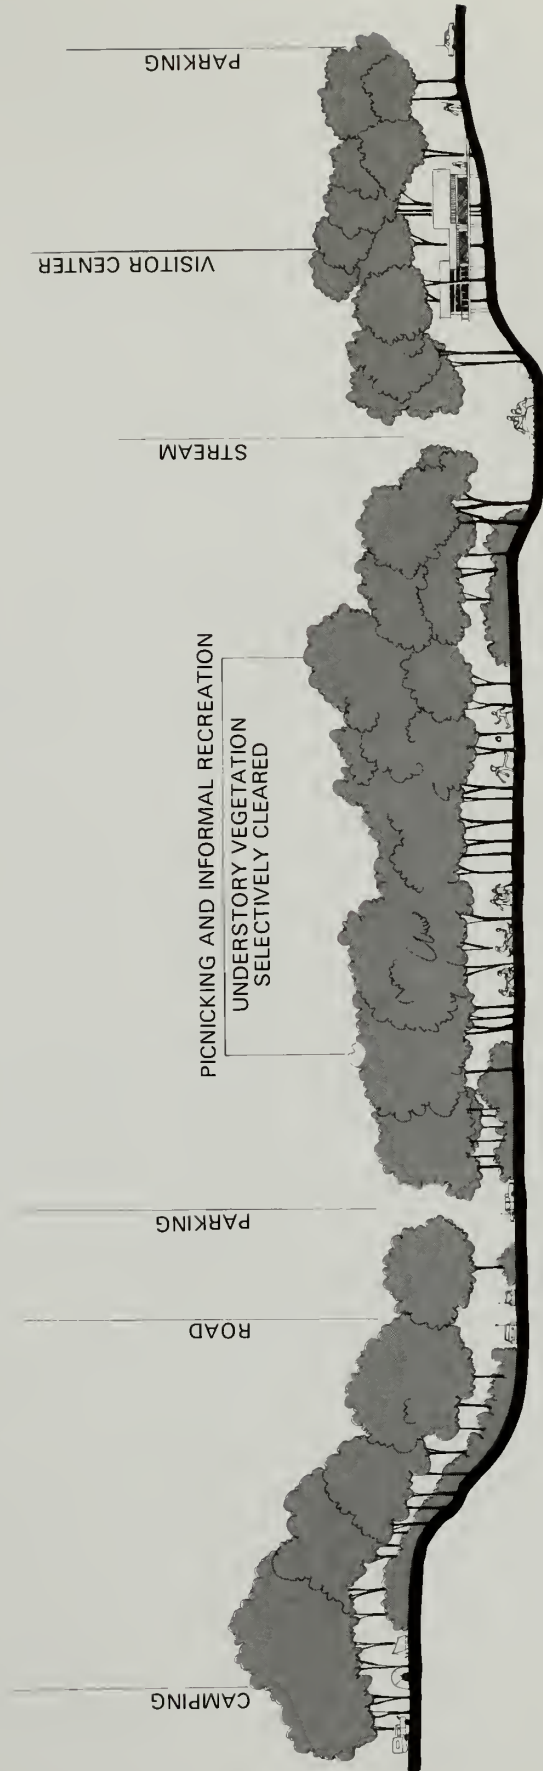 CAMPING
ROAD
PARKING
PICNICKING AND INFORMAL RECREATION
UNDERSTORY VEGETATION
SELECTIVELY CLEARED
STREAM
VISITOR CENTER
PARKING